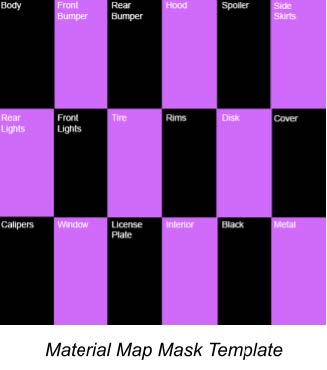 Body
Front
Bumper
Rear
Bumper
Hood
Spoiler
Side
Skirts
Rear
Lights
Front
Lights
Tire
Rims
Disk
Cover
Calipers
Window
License
Plate
Interior
Black
Metal
Material Map Mask Template